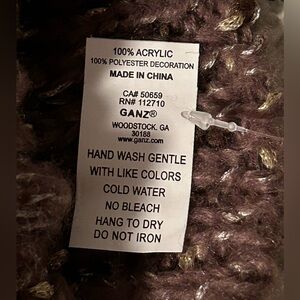 100% ACRYLIC
100% POLYESTER DECORATION
MADE IN CHINA
CA# 50659
RN# 112710
GANZ®
WOODSTOCK, GA
30188
www.ganz.com
HAND WASH GENTLE
WITH LIKE COLORS
COLD WATER
NO BLEACH
HANG TO DRY
DO NOT IRON